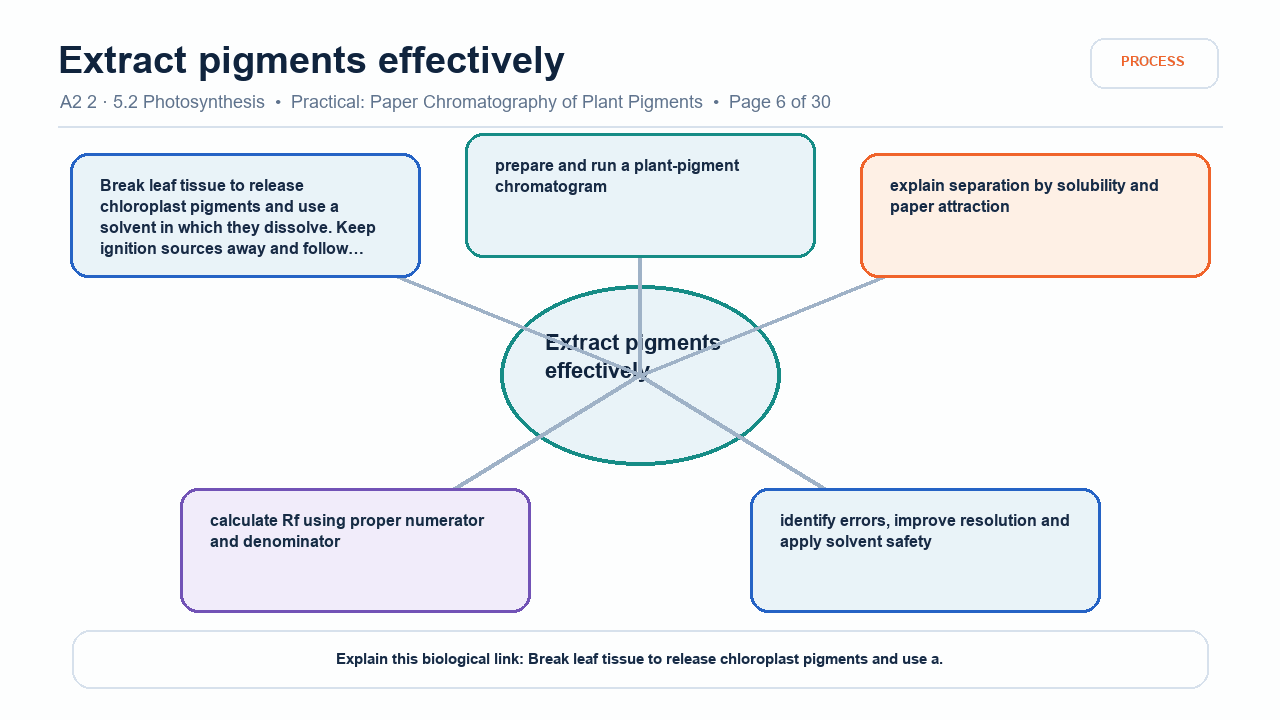 Extract pigments effectively
PROCESS
A2 2 · 5.2 Photosynthesis • Practical: Paper Chromatography of Plant Pigments • Page 6 of 30
Break leaf tissue to release
chloroplast pigments and use a
solvent in which they dissolve. Keep
ignition sources away and follow…
prepare and run a plant-pigment
chromatogram
explain separation by solubility and
paper attraction
Extract pigments
effectively
calculate Rf using proper numerator
and denominator
identify errors, improve resolution and
apply solvent safety
Explain this biological link: Break leaf tissue to release chloroplast pigments and use a.